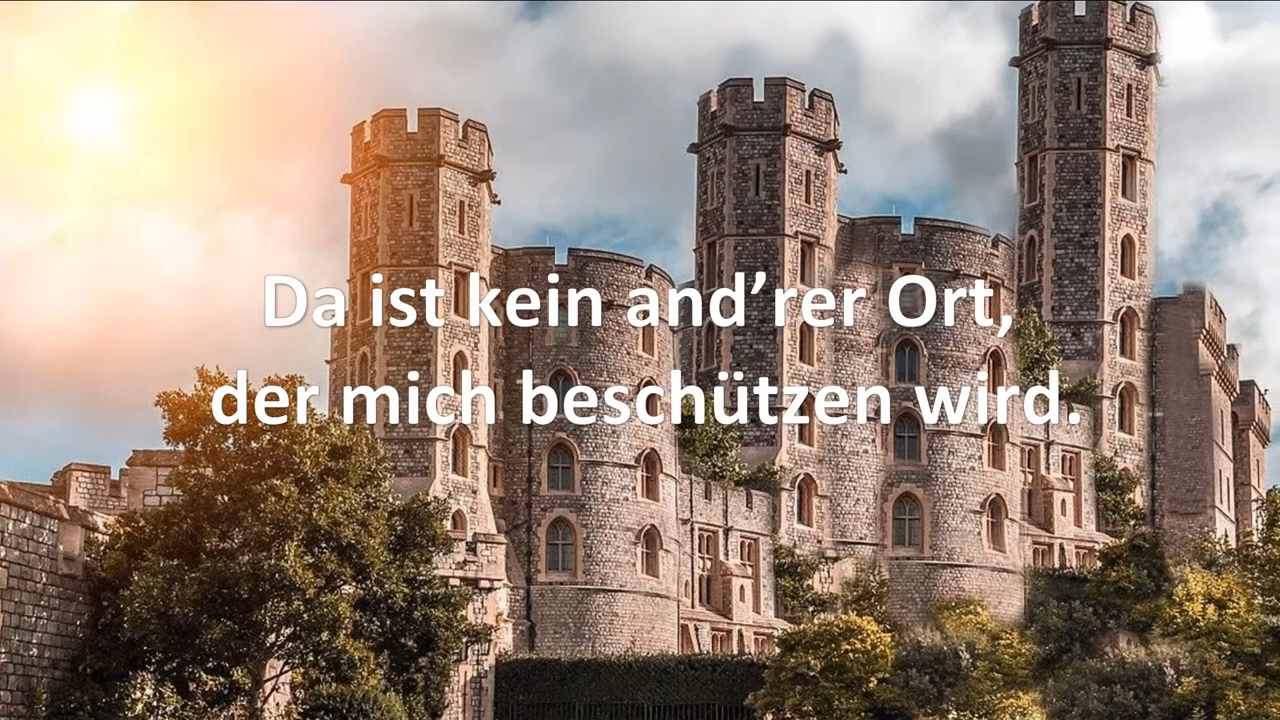 Da ist kein and’rer Ort,
der mich beschützen wird.